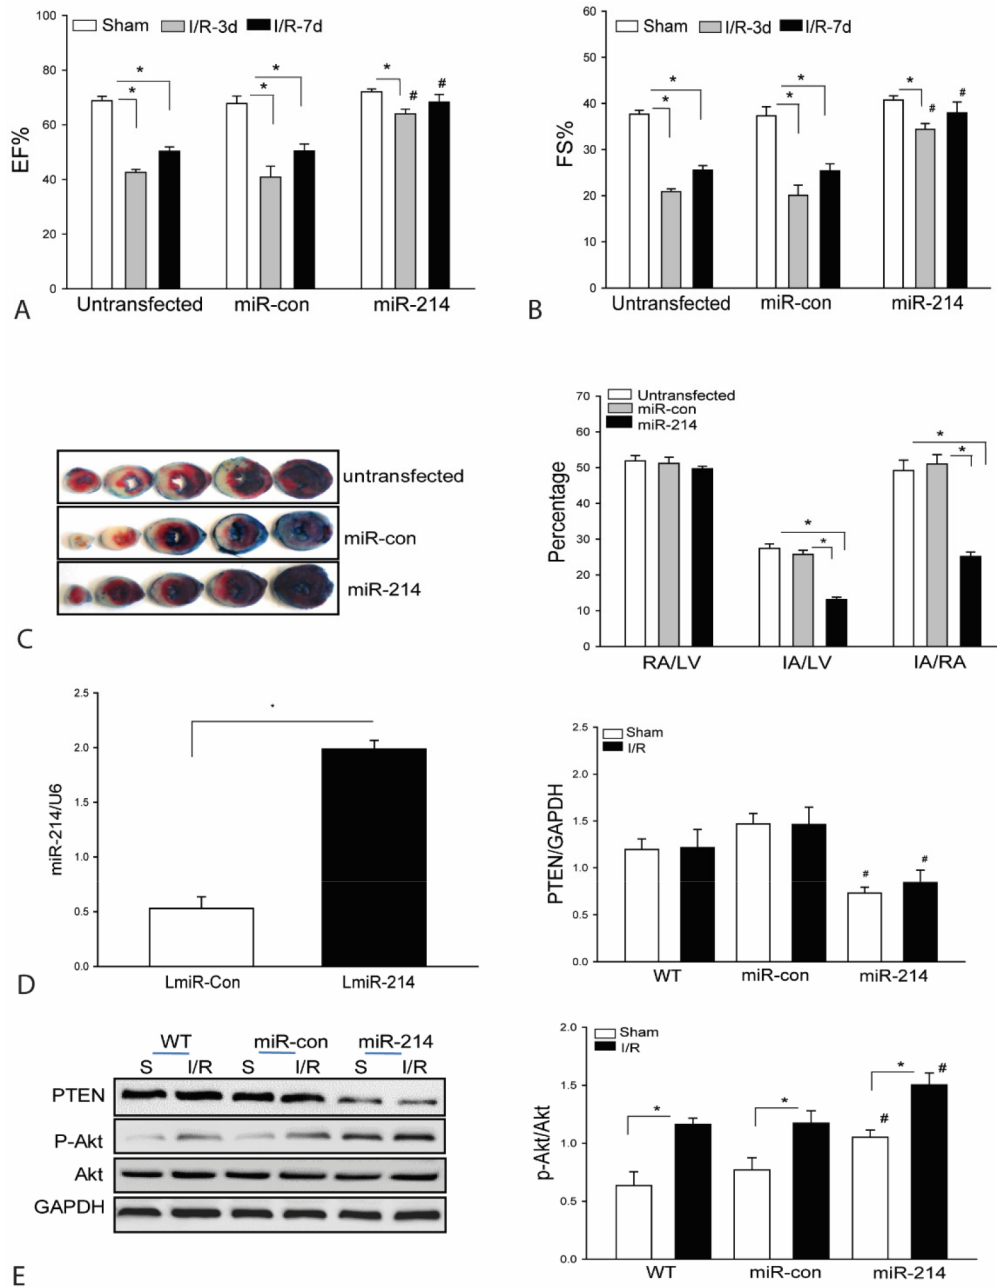 Sham I/R-3d I/R-7d
EF%
100
80
60
40
20
0
* * * * * # #
Untransfected miR-con miR-214
A
Sham I/R-3d I/R-7d
FS%
60
50
40
30
20
10
0
* * * * * # #
Untransfected miR-con miR-214
B
untransfected
miR-con
miR-214
C
Untransfected
miR-con
miR-214
Percentage
70
60
50
40
30
20
10
0
* * * *
RA/LV IA/LV IA/RA
miR-214/U6
2.5
2.0
1.5
1.0
0.5
0.0
*
LmiR-Con LmiR-214
D
Sham
I/R
PTEN/GAPDH
2.5
2.0
1.5
1.0
0.5
0.0
# #
WT miR-con miR-214
WT miR-con miR-214
S I/R S I/R S I/R
PTEN
P-Akt
Akt
GAPDH
E
Sham
I/R
p-Akt/Akt
2.0
1.5
1.0
0.5
0.0
* * * # #
WT miR-con miR-214